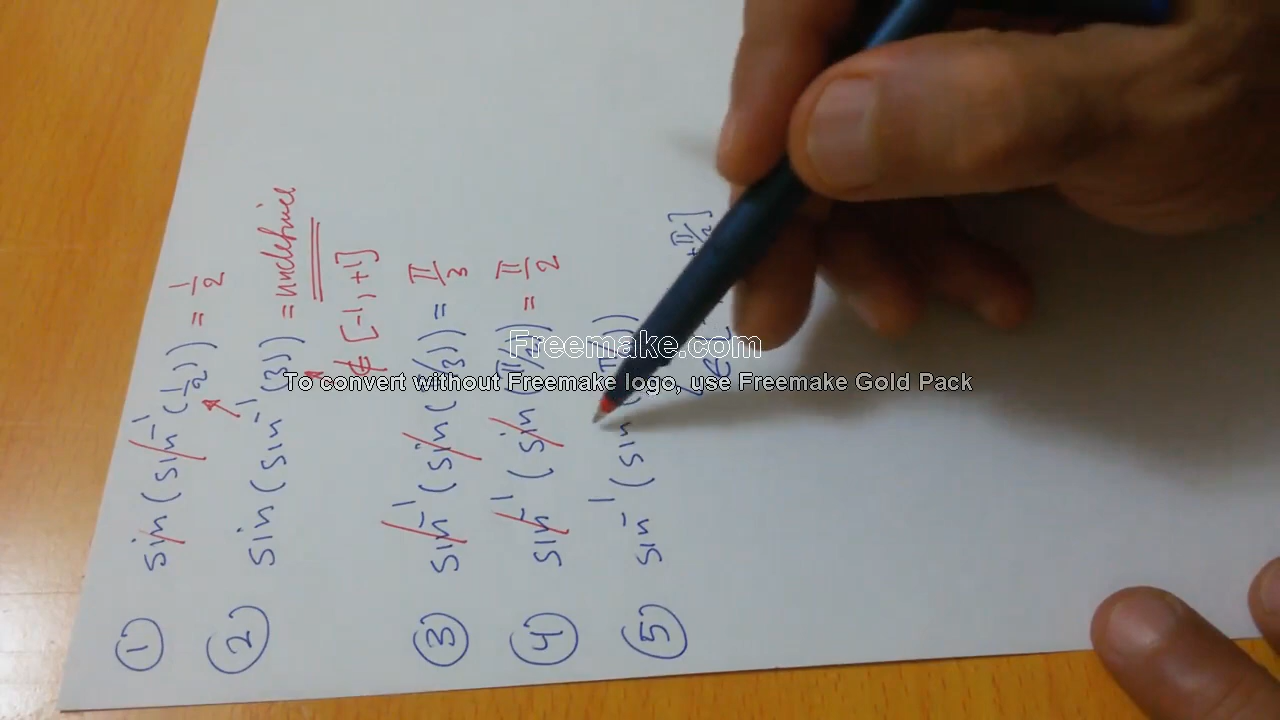 ① sin(sin⁻¹(1/2)) = 1/2
② sin(sin⁻¹(3)) = undefine
∉ [-1, +1]
③ sin⁻¹(sin(π/3)) = π/3
④ sin⁻¹(sin(π/2)) = π/2
⑤ sin⁻¹(sin(π
∈ [ +π/2]
Freemake.com
To convert without Freemake logo, use Freemake Gold Pack